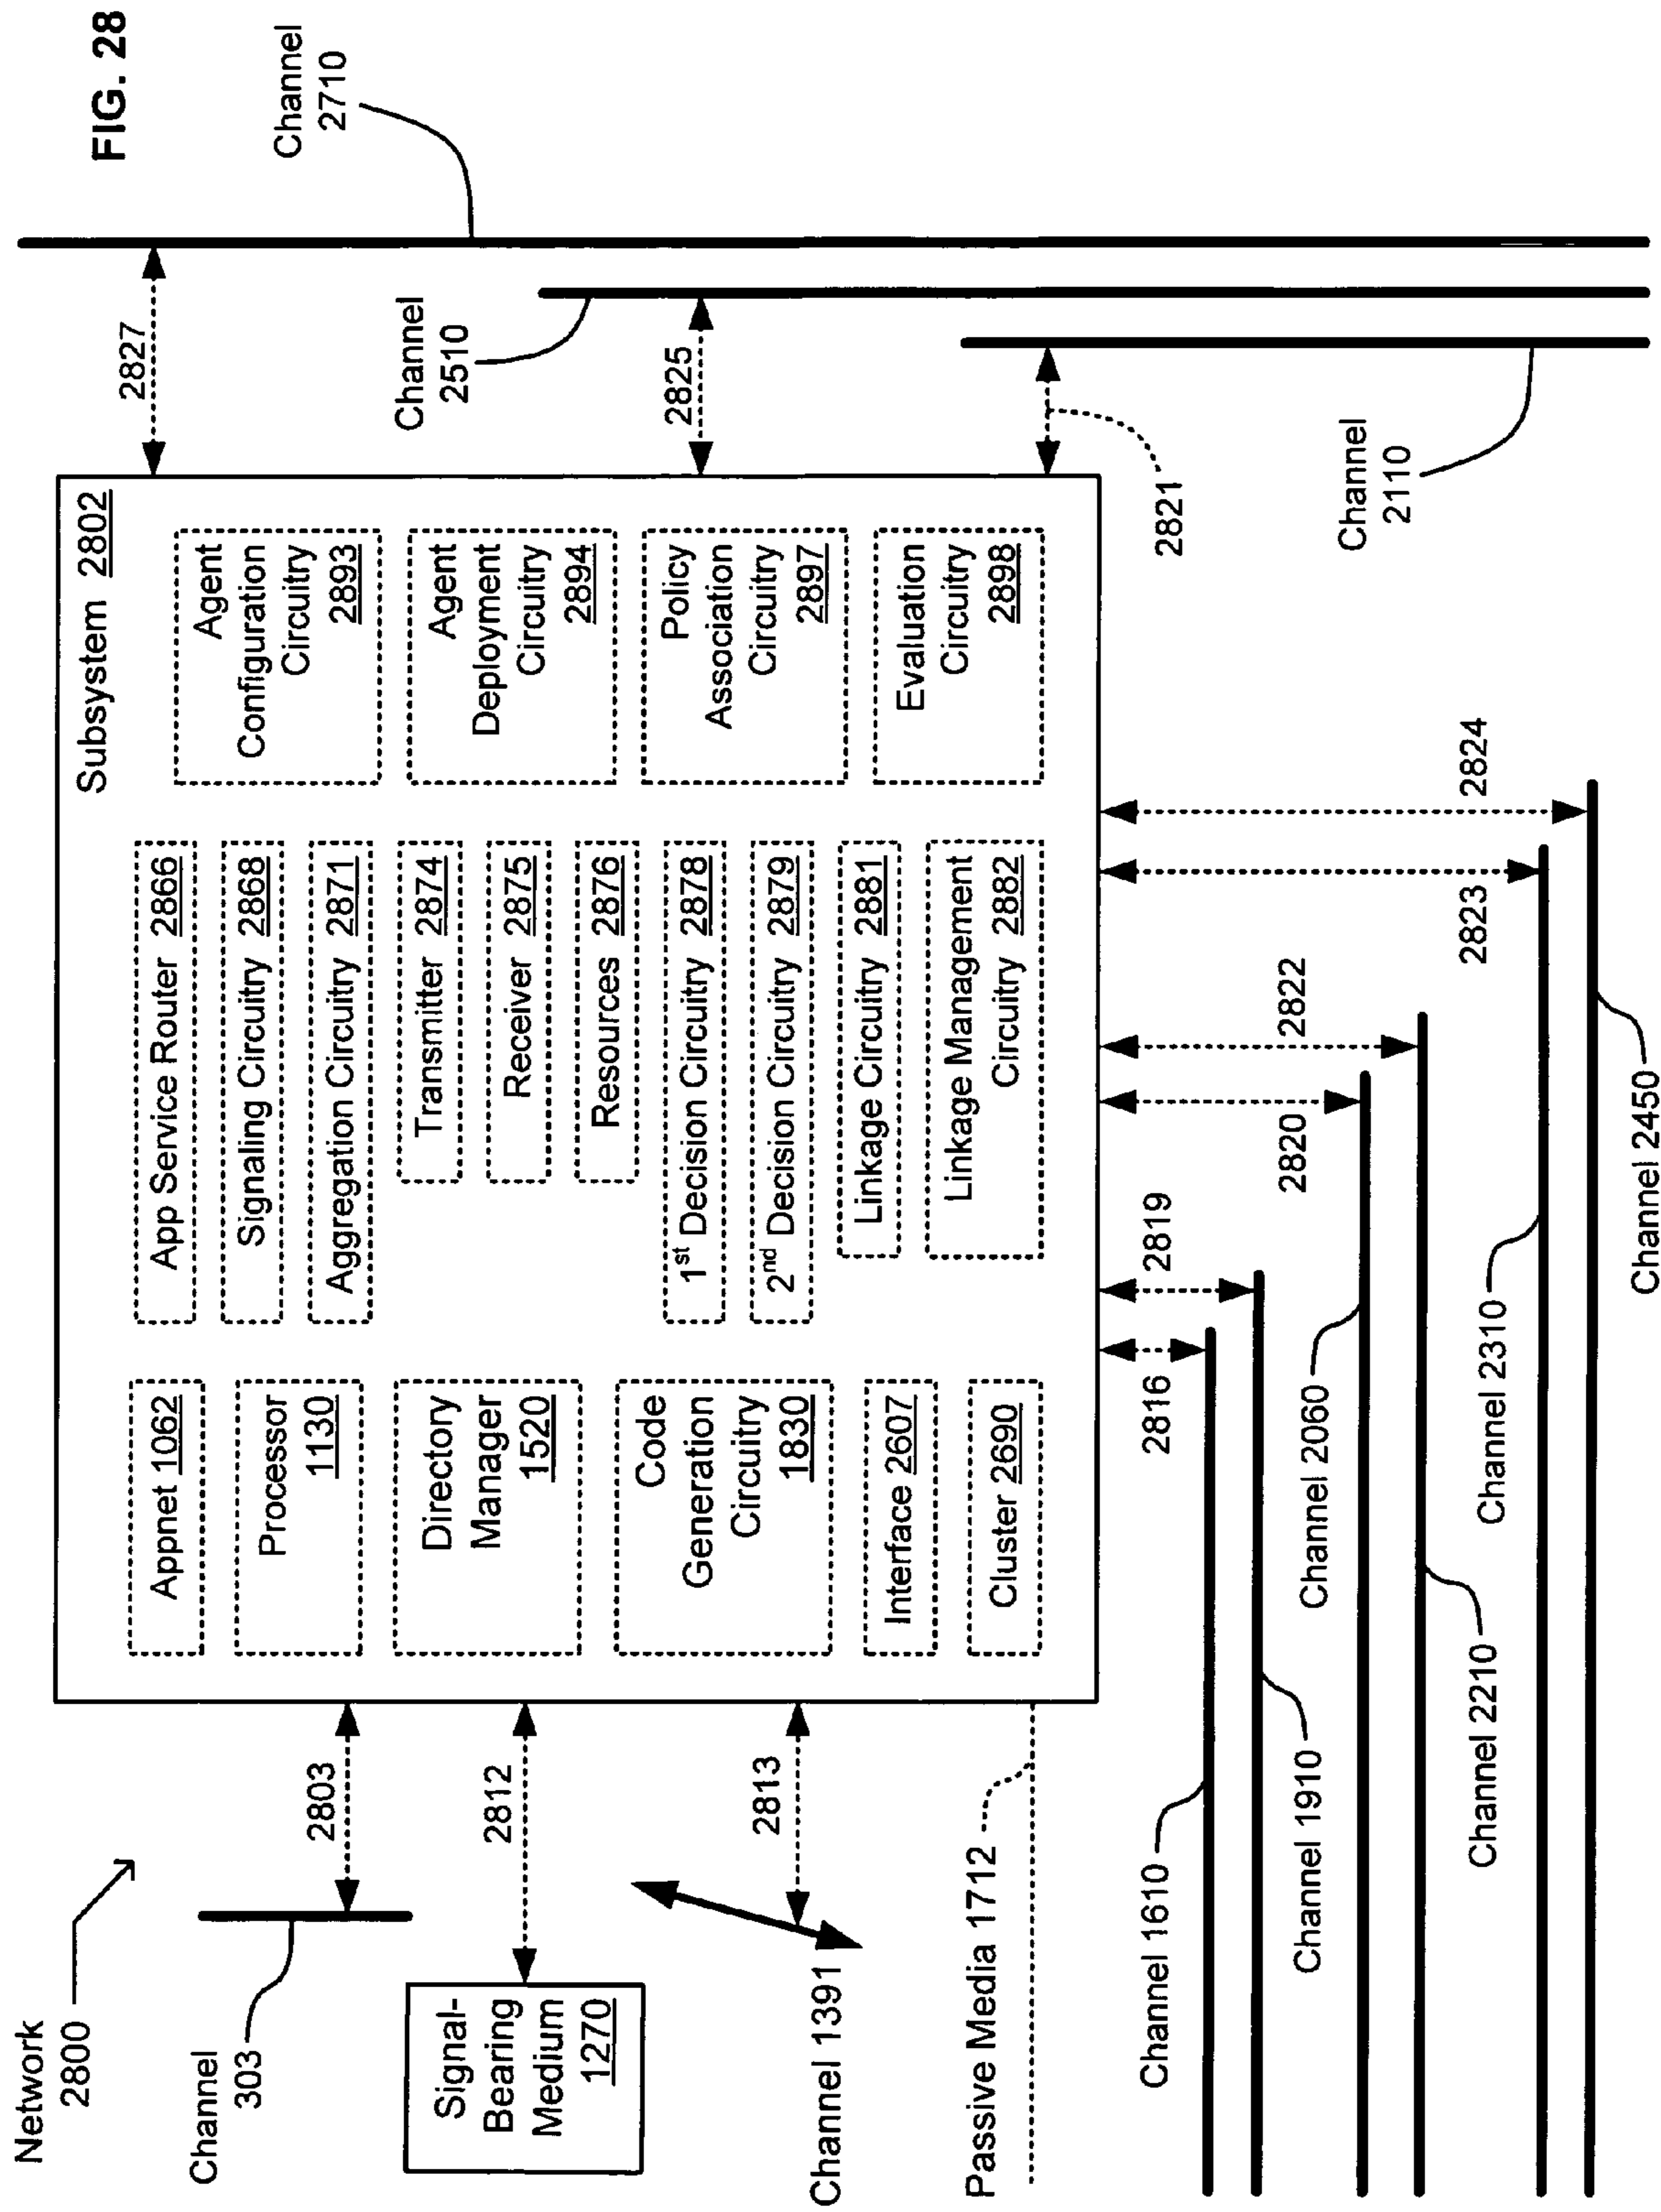 FIG. 28
Network
2800
Channel
303
2803
Signal-
Bearing
Medium
1270
2812
Channel 1391
2813
Passive Media 1712
Subsystem 2802
Appnet 1062
Processor
1130
Directory
Manager
1520
Code
Generation
Circuitry
1830
Interface 2607
Cluster 2690
App Service Router 2866
Signaling Circuitry 2868
Aggregation Circuitry 2871
Transmitter 2874
Receiver 2875
Resources 2876
1st Decision Circuitry 2878
2nd Decision Circuitry 2879
Linkage Circuitry 2881
Linkage Management
Circuitry 2882
Agent
Configuration
Circuitry
2893
Agent
Deployment
Circuitry
2894
Policy
Association
Circuitry
2897
Evaluation
Circuitry
2898
2827
Channel
2710
Channel
2510
2825
2821
Channel
2110
2816
2819
2820
2822
2823
2824
Channel 1610
Channel 1910
Channel 2060
Channel 2210
Channel 2310
Channel 2450